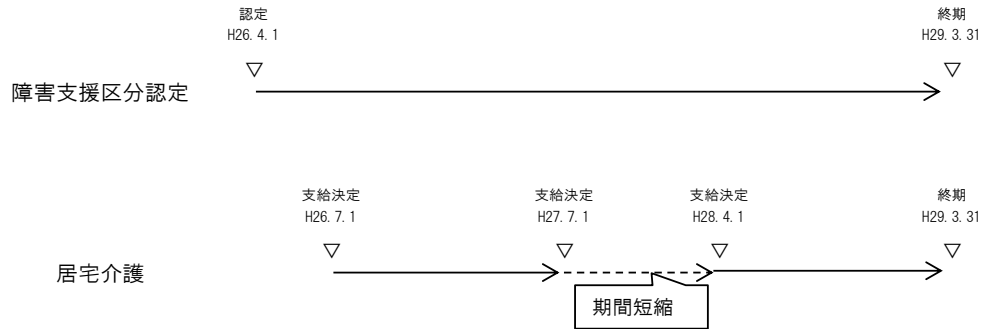 認定 終期
H26. 4. 1 H29. 3. 31
障害支援区分認定
支給決定 支給決定 支給決定 終期
H26. 7. 1 H27. 7. 1 H28. 4. 1 H29. 3. 31
居宅介護
期間短縮